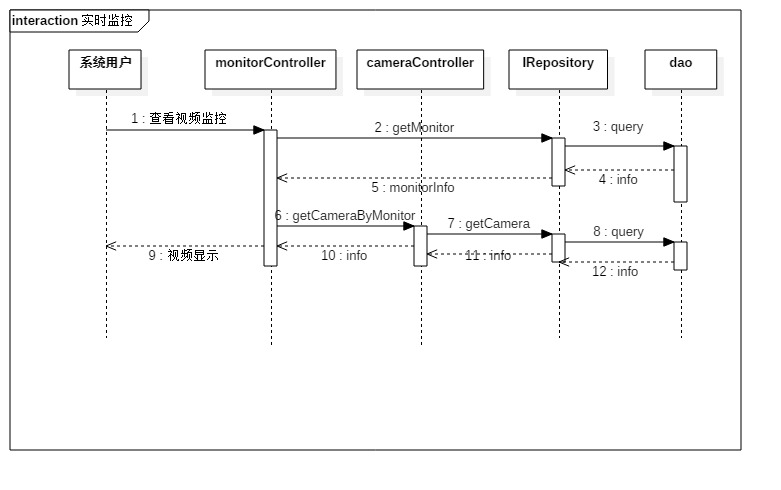 interaction 实时监控
系统用户
monitorController
cameraController
IRepository
dao
1 : 查看视频监控
2 : getMonitor
3 : query
4 : info
5 : monitorInfo
6 : getCameraByMonitor
7 : getCamera
8 : query
9 : 视频显示
10 : info
11 : info
12 : info